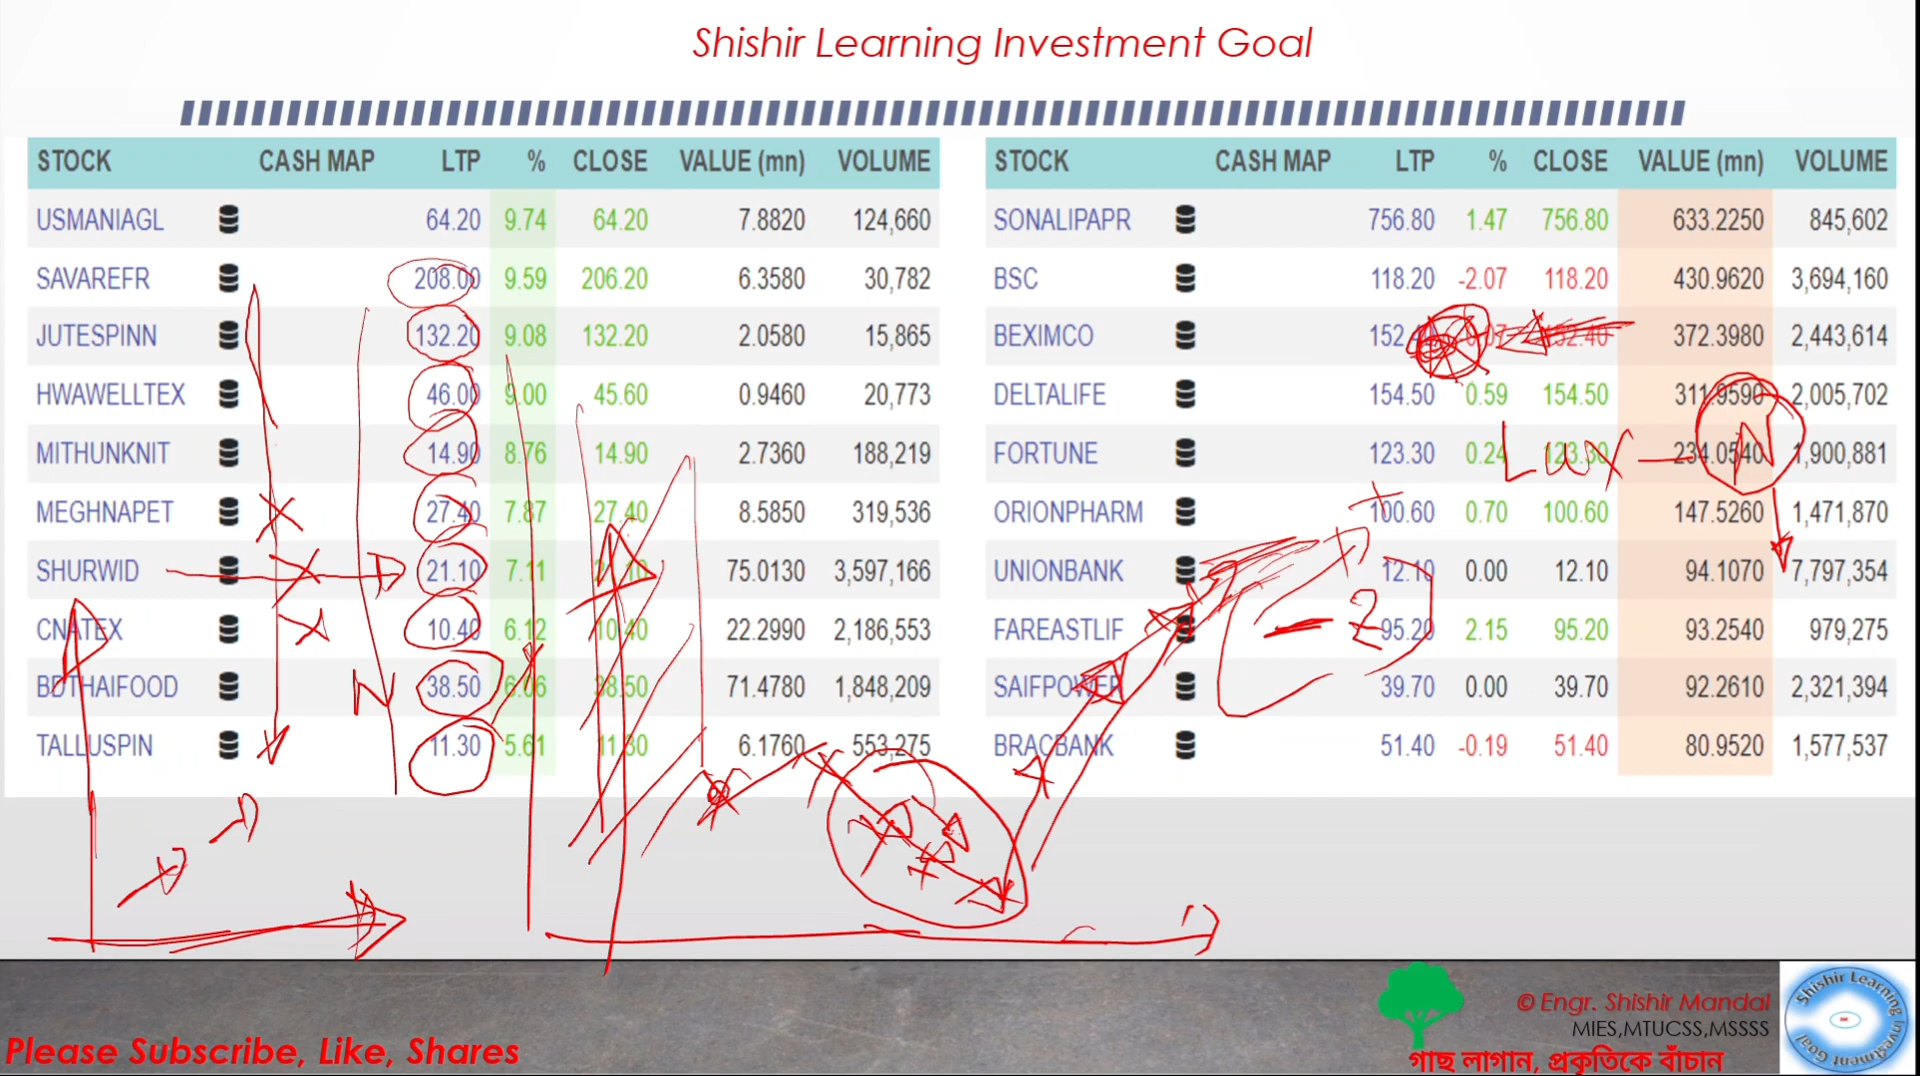 Shishir Learning Investment Goal
STOCK CASH MAP LTP % CLOSE VALUE (mn) VOLUME
USMANIAGL 64.20 9.74 64.20 7.8820 124,660
SAVAREFR 208.00 9.59 206.20 6.3580 30,782
JUTESPINN 132.20 9.08 132.20 2.0580 15,865
HWAWELLTEX 46.00 9.00 45.60 0.9460 20,773
MITHUNKNIT 14.90 8.76 14.90 2.7360 188,219
MEGHNAPET 27.40 7.87 27.40 8.5850 319,536
SHURWID 21.10 7.11 75.0130 3,597,166
CNATEX 10.40 6.12 10.40 22.2990 2,186,553
BDTHAIFOOD 38.50 6.06 38.50 71.4780 1,848,209
TALLUSPIN 11.30 5.61 11.30 6.1760 553,275
STOCK CASH MAP LTP % CLOSE VALUE (mn) VOLUME
SONALIPAPR 756.80 1.47 756.80 633.2250 845,602
BSC 118.20 -2.07 118.20 430.9620 3,694,160
BEXIMCO 372.3980 2,443,614
DELTALIFE 154.50 0.59 154.50 311.9590 2,005,702
FORTUNE 123.30 0.24 123.30 234.0540 1,900,881
Lux N
ORIONPHARM 100.60 0.70 100.60 147.5260 1,471,870
UNIONBANK 12.10 0.00 12.10 94.1070 7,797,354
FAREASTLIF 95.20 2.15 95.20 93.2540 979,275
- 2
SAIFPOWER 39.70 0.00 39.70 92.2610 2,321,394
BRACBANK 51.40 -0.19 51.40 80.9520 1,577,537
N
© Engr. Shishir Mandal
MIES,MTUCSS,MSSSS
গাছ লাগান, প্রকৃতিকে বাঁচান
Please Subscribe, Like, Shares
Shishir Learning Investment Goal